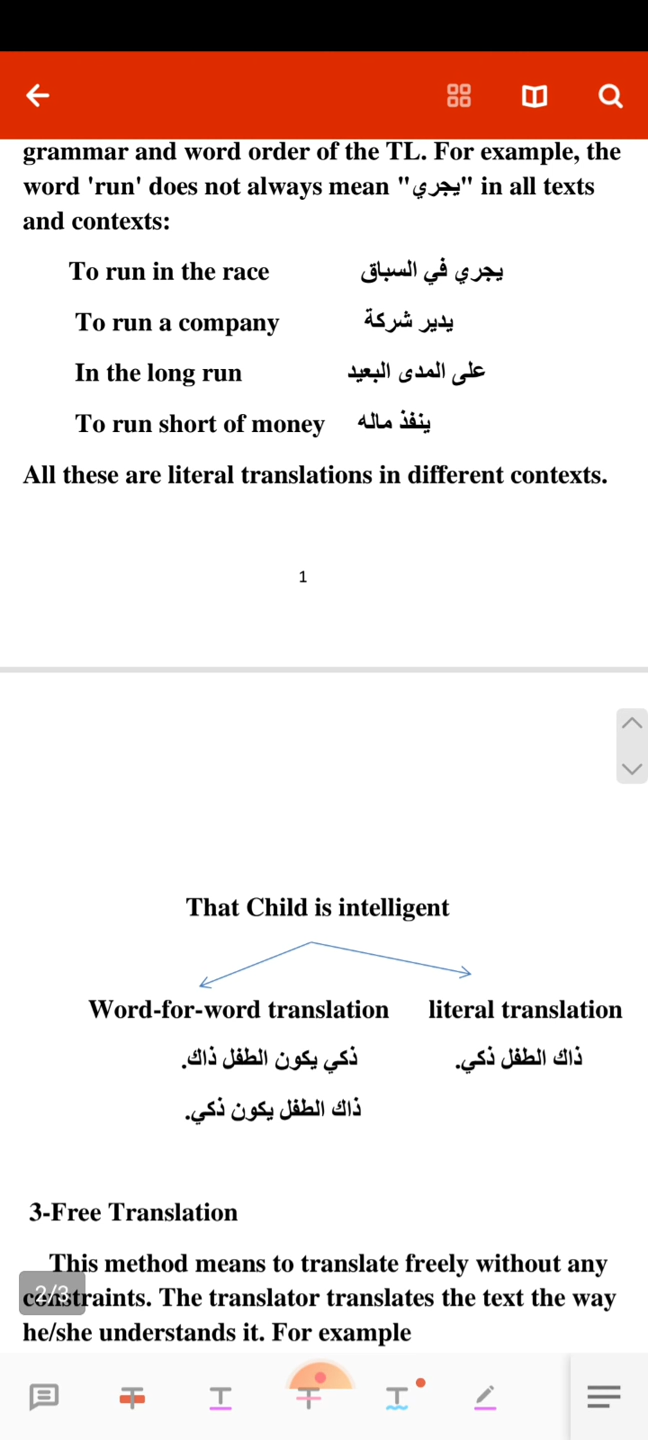 grammar and word order of the TL. For example, the
word 'run' does not always mean "يجري" in all texts
and contexts:
To run in the race يجري في السباق
To run a company يدير شركة
In the long run على المدى البعيد
To run short of money ينفذ ماله
All these are literal translations in different contexts.
1
That Child is intelligent
Word-for-word translation literal translation
ذكي يكون الطفل ذاك. ذاك الطفل ذكي.
ذاك الطفل يكون ذكي.
3-Free Translation
This method means to translate freely without any
constraints. The translator translates the text the way
2/3
he/she understands it. For example